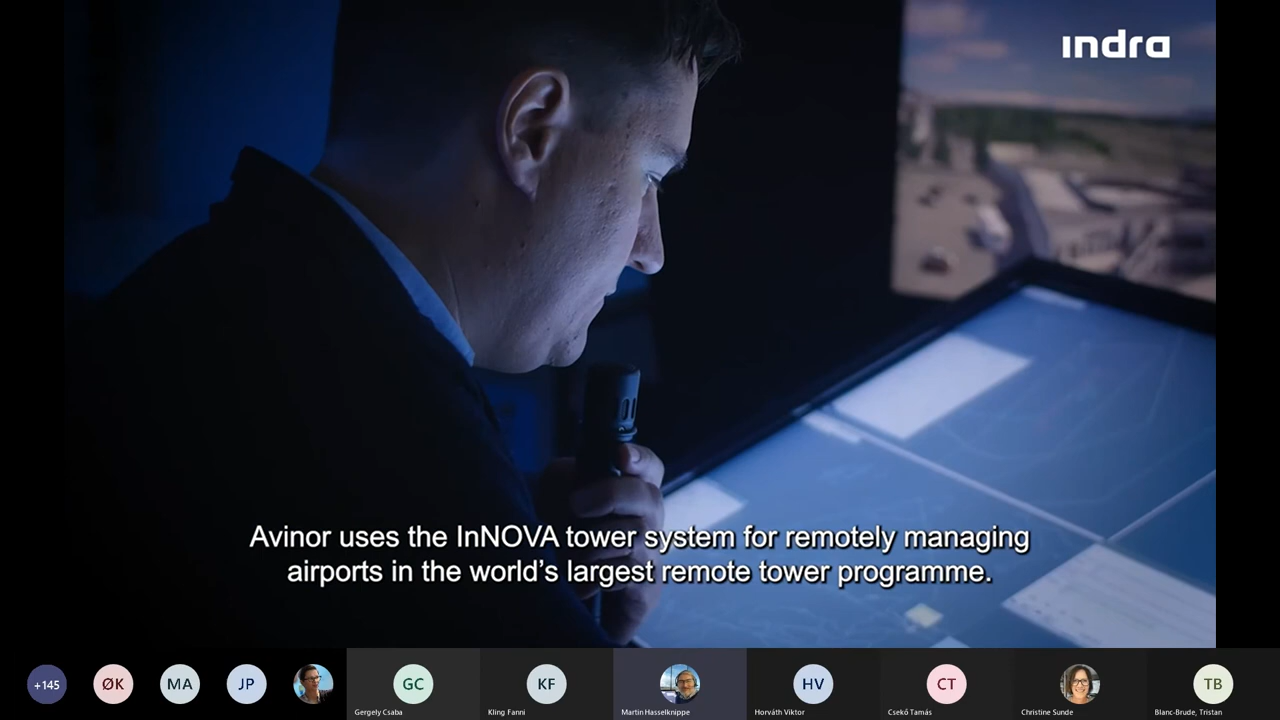 indra
Avinor uses the InNOVA tower system for remotely managing
airports in the world's largest remote tower programme.
+145
ØK
MA
JP
GC
KF
HV
CT
TB
Gergely Csaba
Kling Fanni
Martin Hasselknippe
Horváth Viktor
Csekő Tamás
Christine Sunde
Blanc-Brude, Tristan